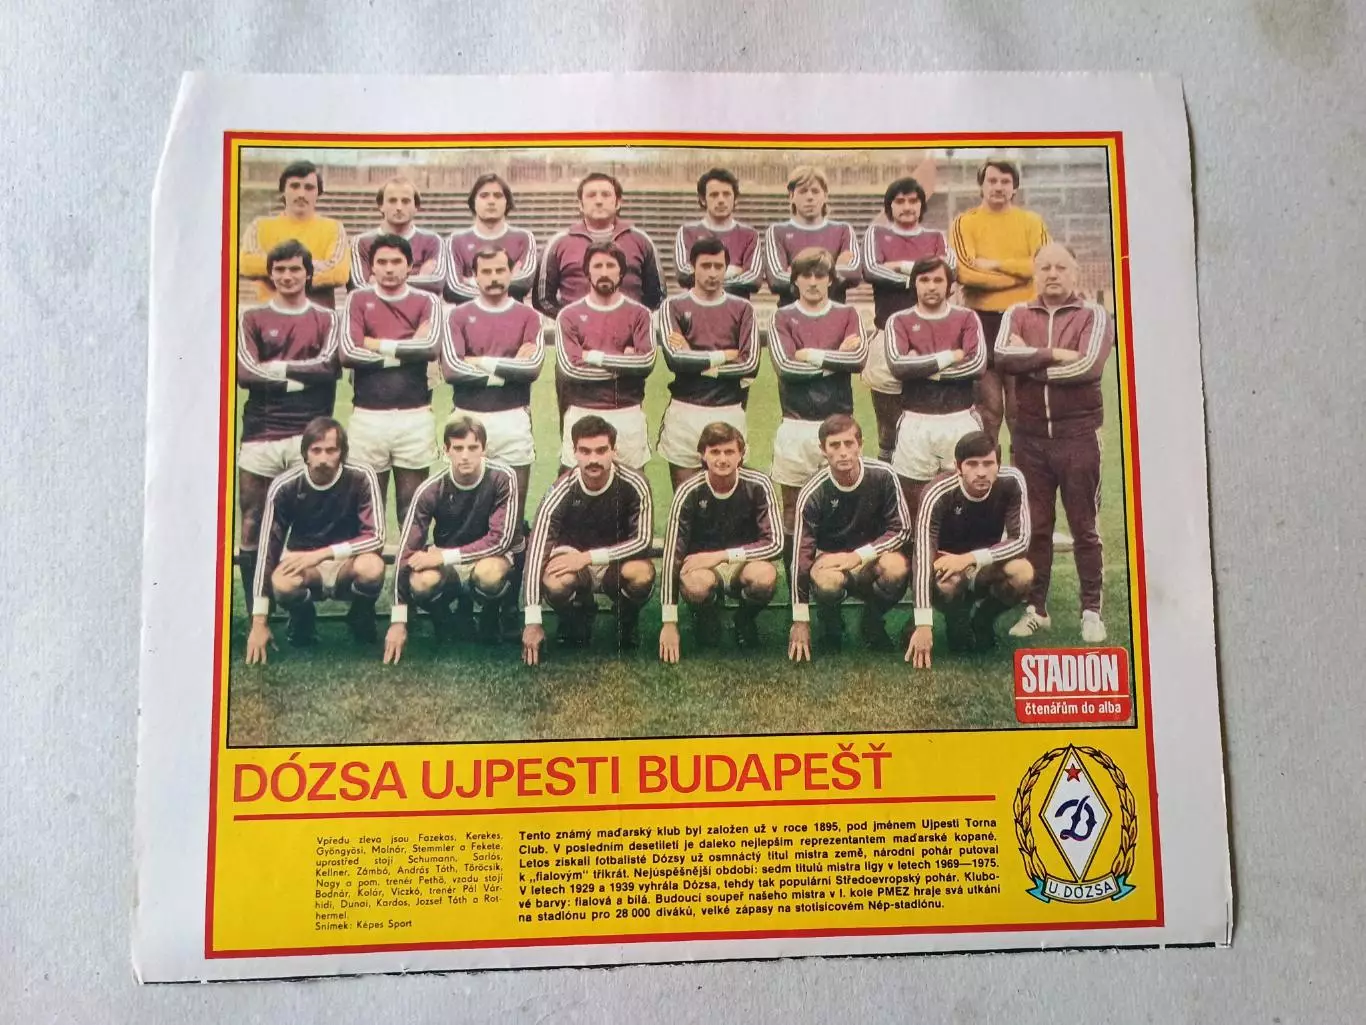 STADIÓN
čtenářům do alba
DÓZSA UJPESTI BUDAPEŠŤ
Vpředu zleva jsou Fazekas, Kerekes,
Gyöngyösi, Molnár, Stemmler a Fekete,
uprostřed stojí Schumann, Sarlós,
Kellner, Zámbó, András Tóth, Törőcsik,
Nagy a pom. trenér Pethö, vzadu stojí
Bodnár, Kolár, Viczkó, trenér Pál Vár-
hidi, Dunai, Kardos, Jozsef Tóth a Rot-
hermel.
Snímek: Képes Sport
Tento známý maďarský klub byl založen už v roce 1895, pod jménem Ujpesti Torna
Club. V posledním desetiletí je daleko nejlepším reprezentantem maďarské kopané.
Letos získali fotbalisté Dózsy už osmnáctý titul mistra země, národní pohár putoval
k „fialovým" třikrát. Nejúspěšnější období: sedm titulů mistra ligy v letech 1969—1975.
V letech 1929 a 1939 vyhrála Dózsa, tehdy tak populární Středoevropský pohár. Klubo-
vé barvy: fialová a bílá. Budoucí soupeř našeho mistra v I. kole PMEZ hraje svá utkání
na stadiónu pro 28 000 diváků, velké zápasy na stotisícovém Nép-stadiónu.
D
U. DÓZSA